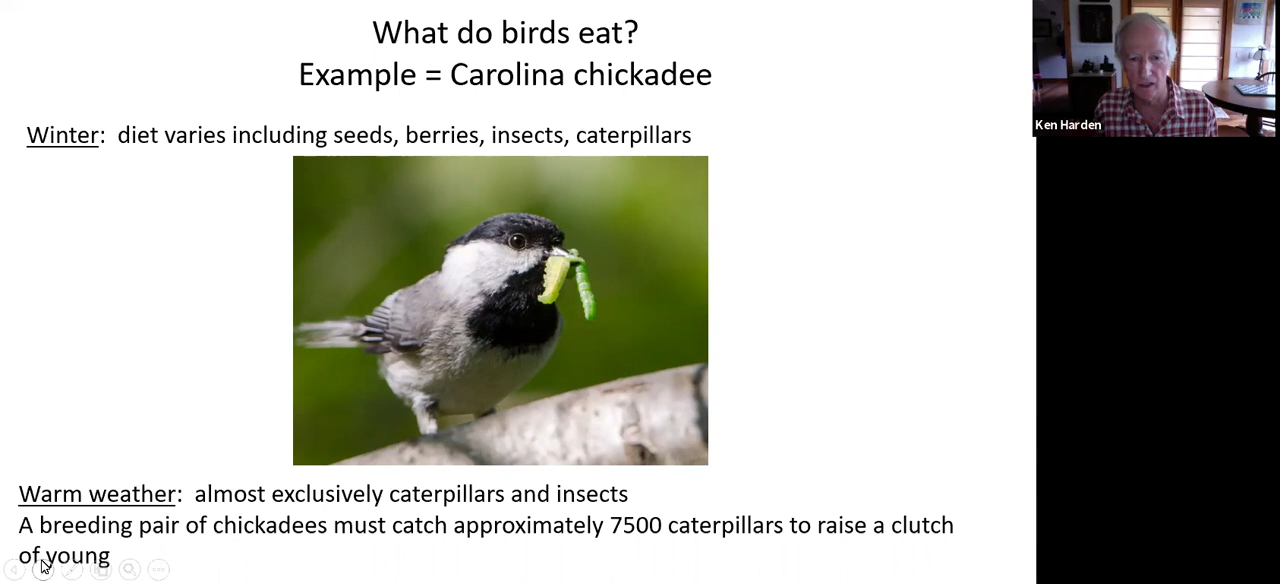 What do birds eat?
Example = Carolina chickadee
Winter:  diet varies including seeds, berries, insects, caterpillars
Ken Harden
Warm weather:  almost exclusively caterpillars and insects
A breeding pair of chickadees must catch approximately 7500 caterpillars to raise a clutch
of young